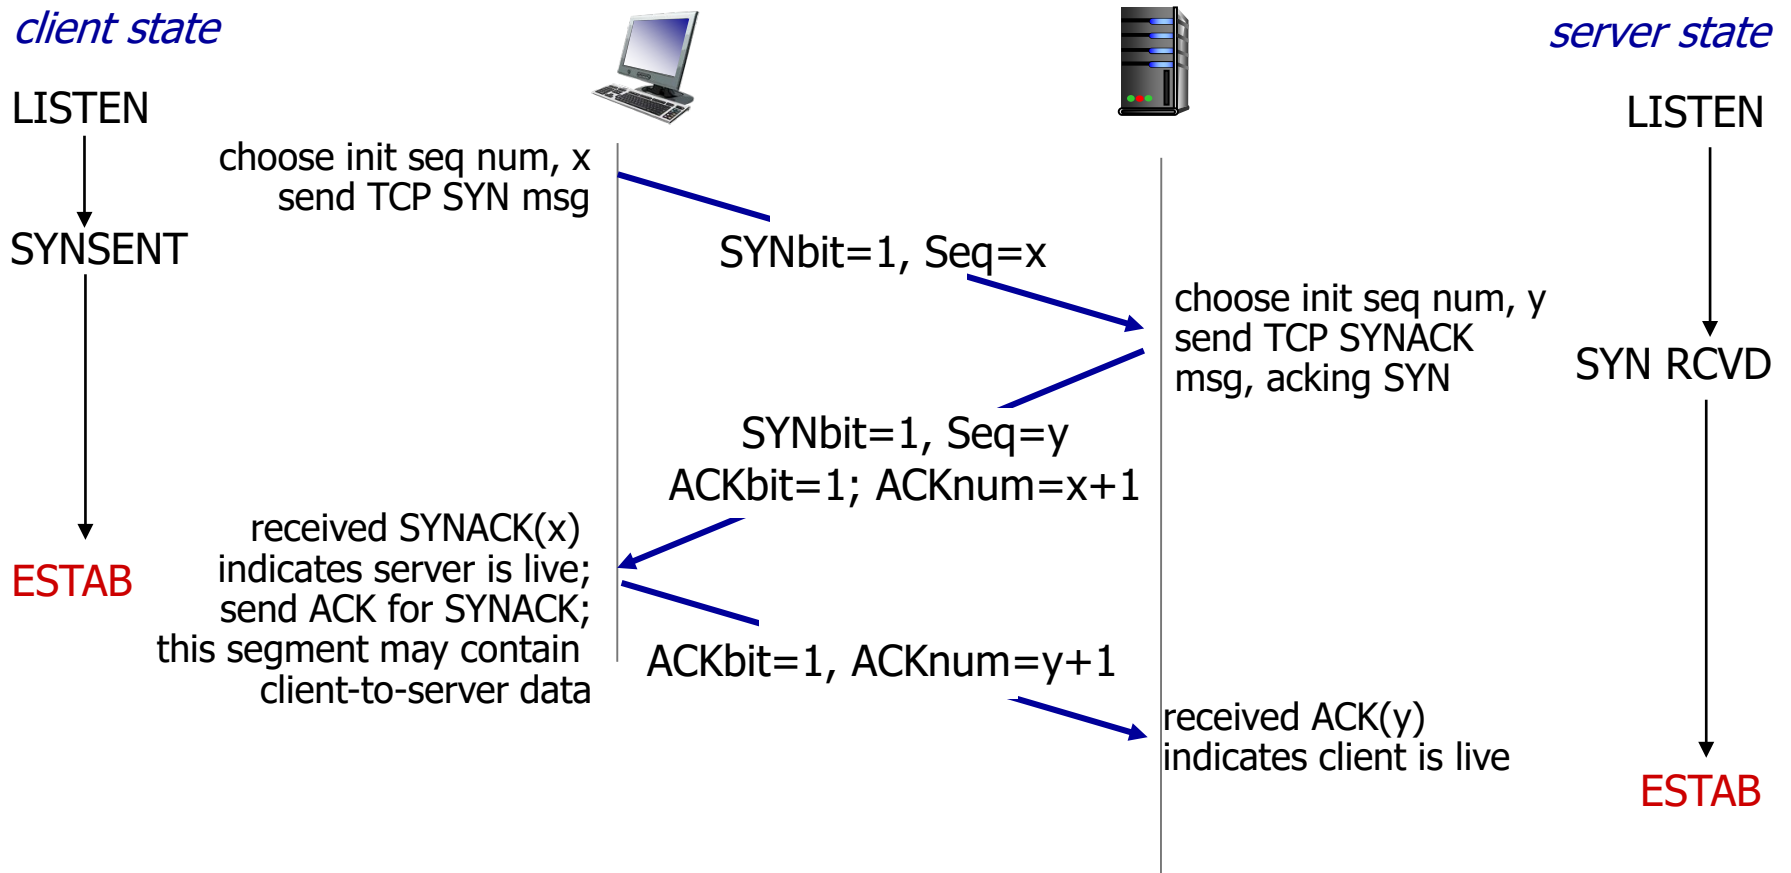 client state
server state
LISTEN
LISTEN
choose init seq num, x
send TCP SYN msg
SYNSENT
SYNbit=1, Seq=x
choose init seq num, y
send TCP SYNACK
msg, acking SYN
SYN RCVD
SYNbit=1, Seq=y
ACKbit=1; ACKnum=x+1
received SYNACK(x)
indicates server is live;
send ACK for SYNACK;
this segment may contain
client-to-server data
ESTAB
ACKbit=1, ACKnum=y+1
received ACK(y)
indicates client is live
ESTAB